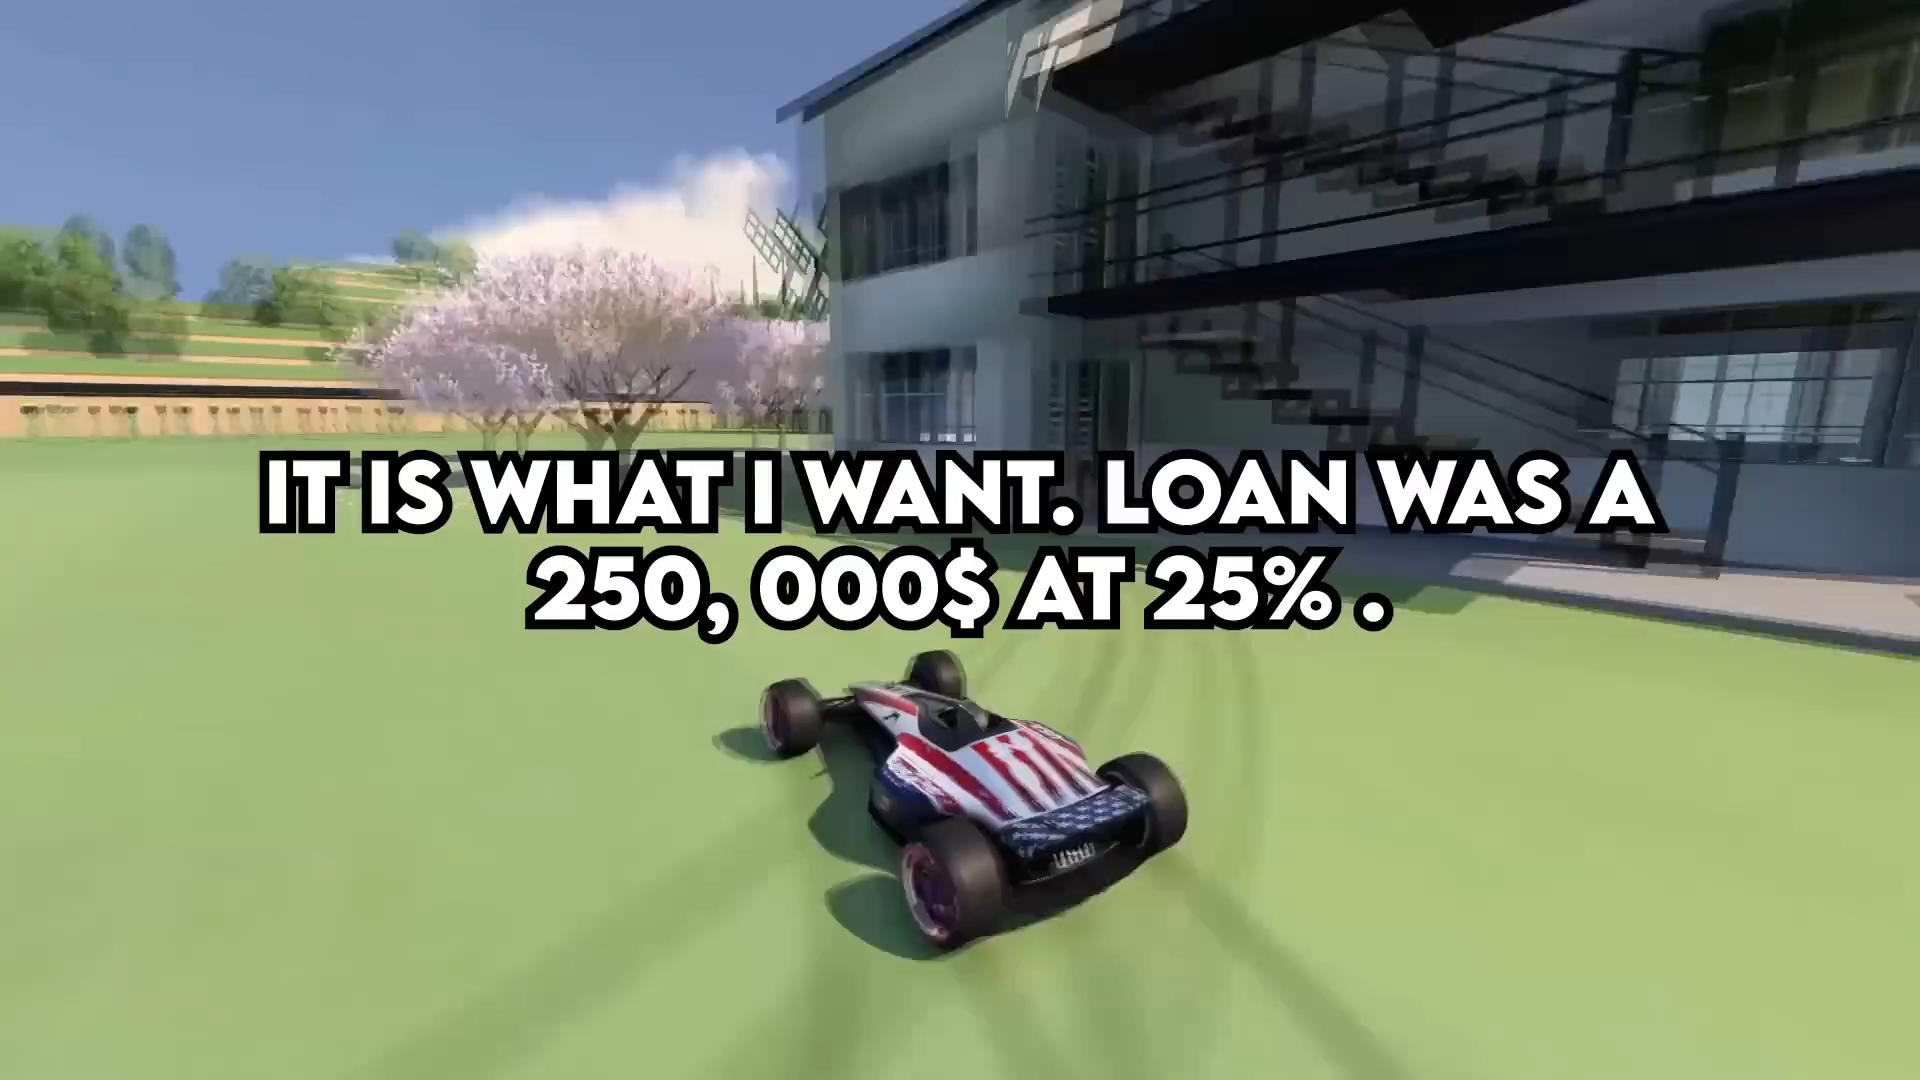 IT IS WHAT I WANT. LOAN WAS A
250, 000$ AT 25% .